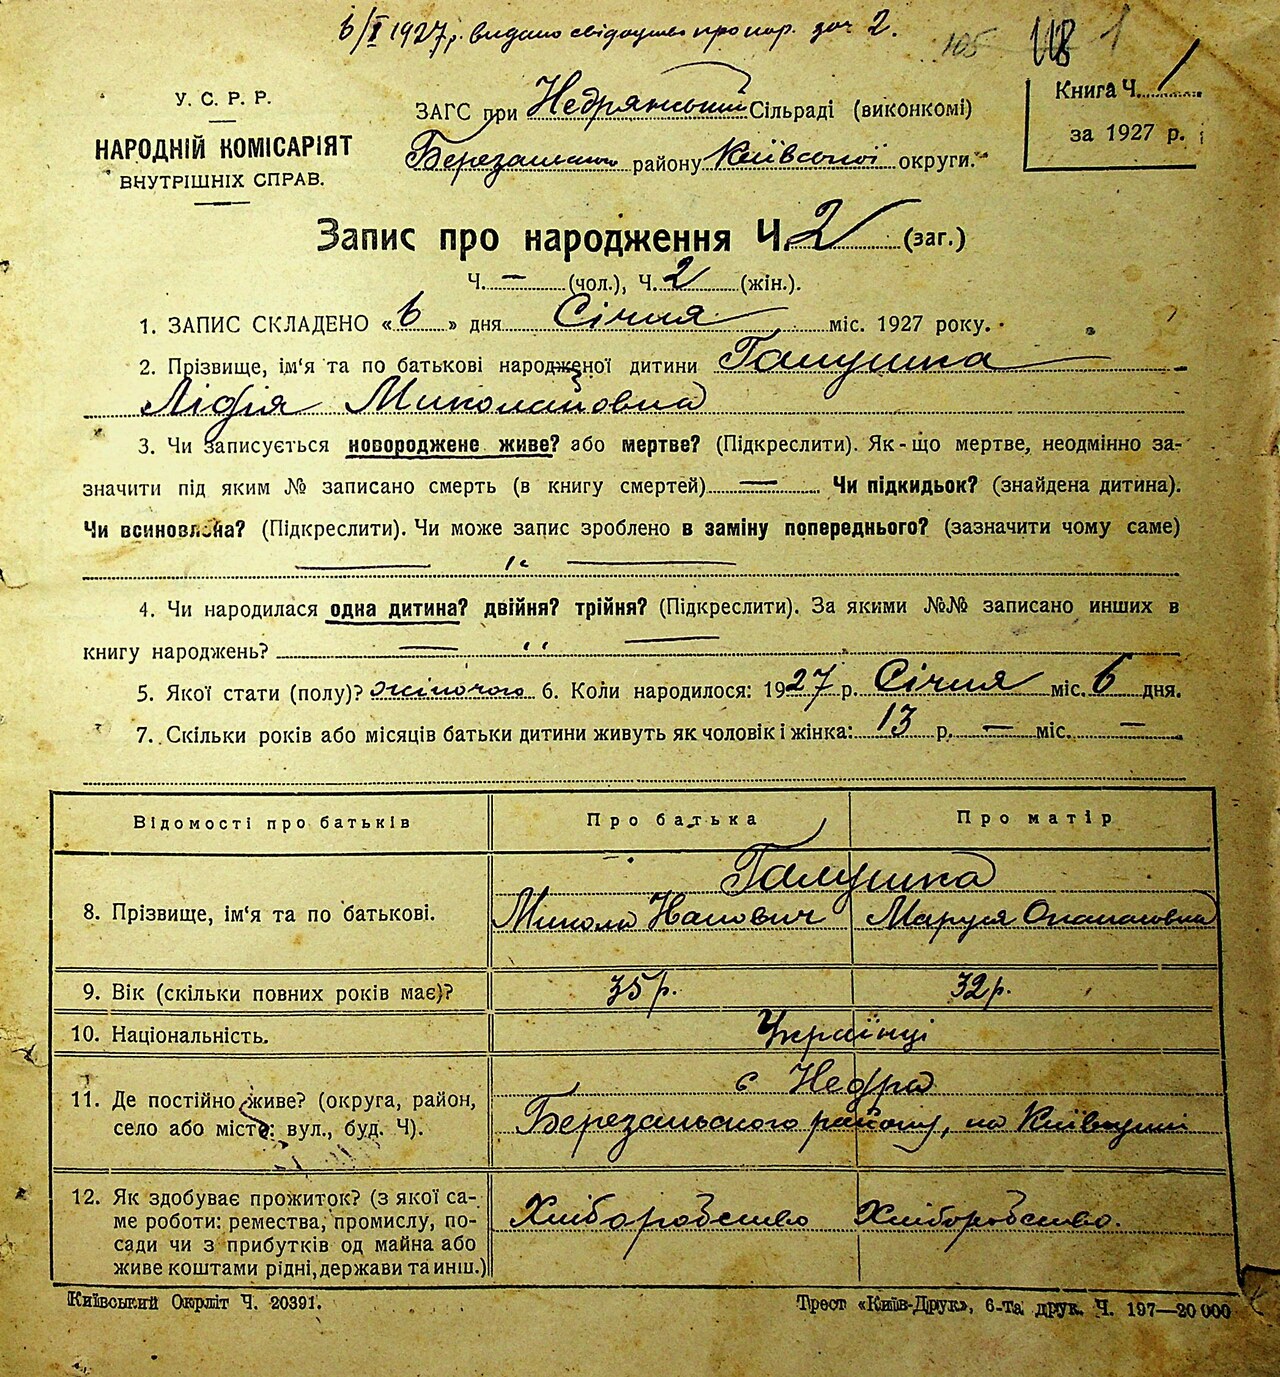 6/I 1927р. видано свідоцтво про нар. за ч 2.
105 118 1
У. С. Р. Р.
НАРОДНІЙ КОМІСАРІЯТ
ВНУТРІШНІХ СПРАВ.
ЗАГС при Недрянській Сільраді (виконкомі)
Березанського району Київської округи.
Книга Ч. 1
за 1927 р.
Запис про народження Ч. 2 (заг.)
Ч. — (чол.), Ч. 2 (жін.).
1. ЗАПИС СКЛАДЕНО «6» дня Січня міс. 1927 року.
2. Прізвище, ім'я та по батькові народженої дитини Галушка
Лідія Миколаївна
3. Чи записується новороджене живе? або мертве? (Підкреслити). Як-що мертве, неодмінно за-
значити під яким № записано смерть (в книгу смертей) — Чи підкидьок? (знайдена дитина).
Чи всиновлена? (Підкреслити). Чи може запис зроблено в заміну попереднього? (зазначити чому саме)
— " —
4. Чи народилася одна дитина? двійня? трійня? (Підкреслити). За якими №№ записано инших в
книгу народжень? — " —
5. Якої стати (полу)? жіночого 6. Коли народилося: 1927 р. Січня міс. 6 дня.
7. Скільки років або місяців батьки дитини живуть як чоловік і жінка: 13 р. — міс. —
Відомості про батьків Про батька Про матір
Галушка
8. Прізвище, ім'я та по батькові. Микола Іванович Маруся Опанасовна
9. Вік (скільки повних років має)? 35 р. 32 р.
10. Національність. Українці
с Недра
11. Де постійно живе? (округа, район,
село або місто: вул., буд. Ч). Березанського району, на Київщині
12. Як здобуває прожиток? (з якої са-
ме роботи: ремества, промислу, по- Хліборобство Хліборобство.
сади чи з прибутків од майна або
живе коштами рідні, держави та инш.)
Київський Окрліт Ч. 20391.
Трест «Київ-Друк», 6-та друк. Ч. 197—20 000